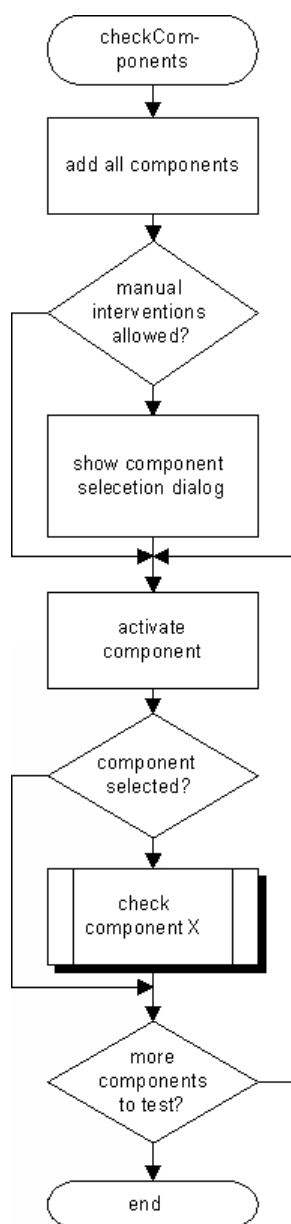 checkCom-
ponents
add all components
manual
interventions
allowed?
show component
selecetion dialog
activate
component
component
selected?
check
component X
more
components
to test?
end